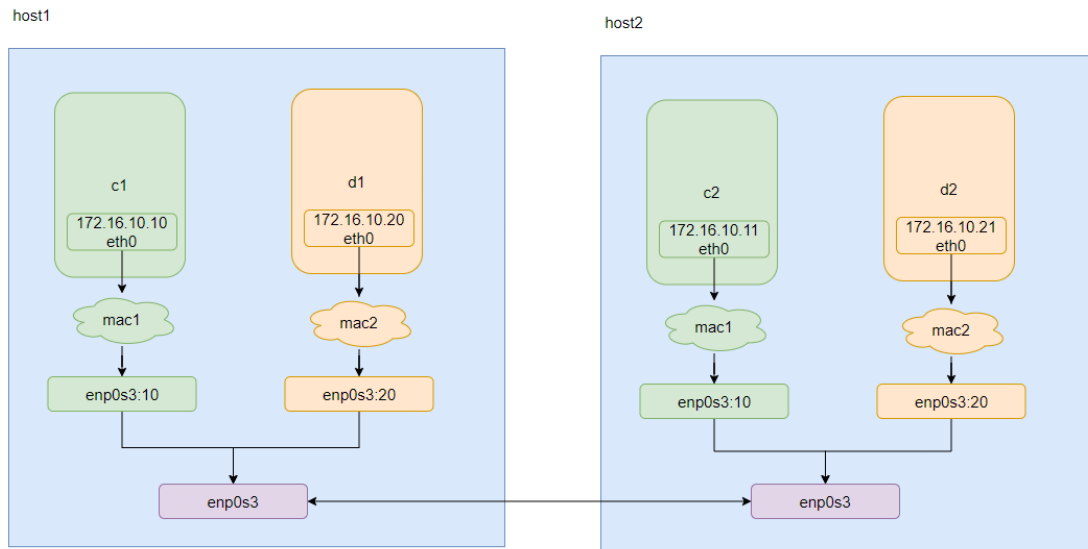 host1
host2
c1
172.16.10.10
eth0
mac1
enp0s3:10
d1
172.16.10.20
eth0
mac2
enp0s3:20
enp0s3
c2
172.16.10.11
eth0
mac1
enp0s3:10
d2
172.16.10.21
eth0
mac2
enp0s3:20
enp0s3